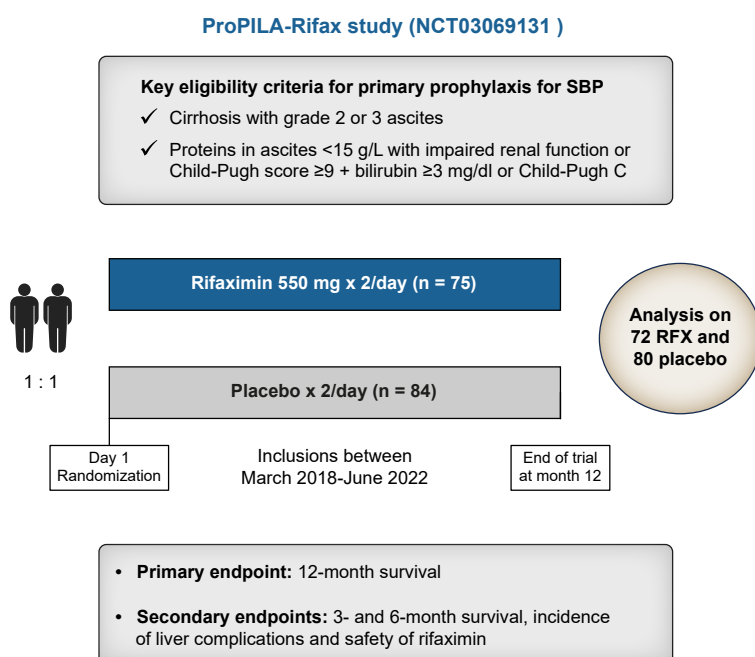 ProPILA-Rifax study (NCT03069131 )
Key eligibility criteria for primary prophylaxis for SBP
✓ Cirrhosis with grade 2 or 3 ascites
✓ Proteins in ascites <15 g/L with impaired renal function or
Child-Pugh score ≥9 + bilirubin ≥3 mg/dl or Child-Pugh C
Rifaximin 550 mg x 2/day (n = 75)
Analysis on
72 RFX and
80 placebo
1 : 1
Placebo x 2/day (n = 84)
Day 1
Randomization
Inclusions between
March 2018-June 2022
End of trial
at month 12
• Primary endpoint: 12-month survival
• Secondary endpoints: 3- and 6-month survival, incidence
of liver complications and safety of rifaximin